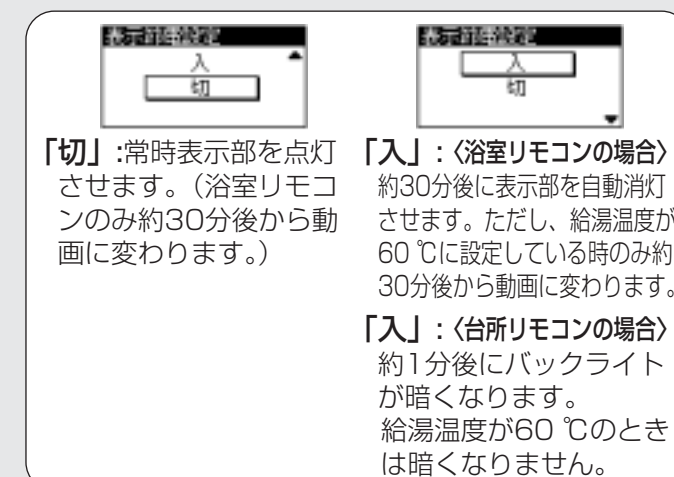 入
切
「切」:常時表示部を点灯
させます。(浴室リモコ
ンのみ約30分後から動
画に変わります。)
入
切
「入」:〈浴室リモコンの場合〉
約30分後に表示部を自動消灯
させます。ただし、給湯温度が
60 ℃に設定している時のみ約
30分後から動画に変わります。
「入」:〈台所リモコンの場合〉
約1分後にバックライト
が暗くなります。
給湯温度が60 ℃のとき
は暗くなりません。